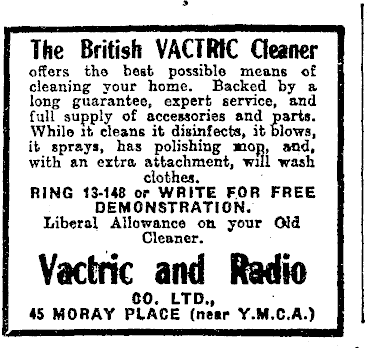 The British VACTRIC Cleaner
offers the best possible means of
cleaning your home. Backed by a
long guarantee, expert service, and
full supply of accessories and parts.
While it cleans it disinfects, it blows,
it sprays, has polishing mop, and,
with an extra attachment, will wash
clothes.
RING 13-148 or WRITE FOR FREE
DEMONSTRATION.
Liberal Allowance on your Old
Cleaner.
Vactric and Radio
CO. LTD.,
45 MORAY PLACE (near Y.M.C.A.)